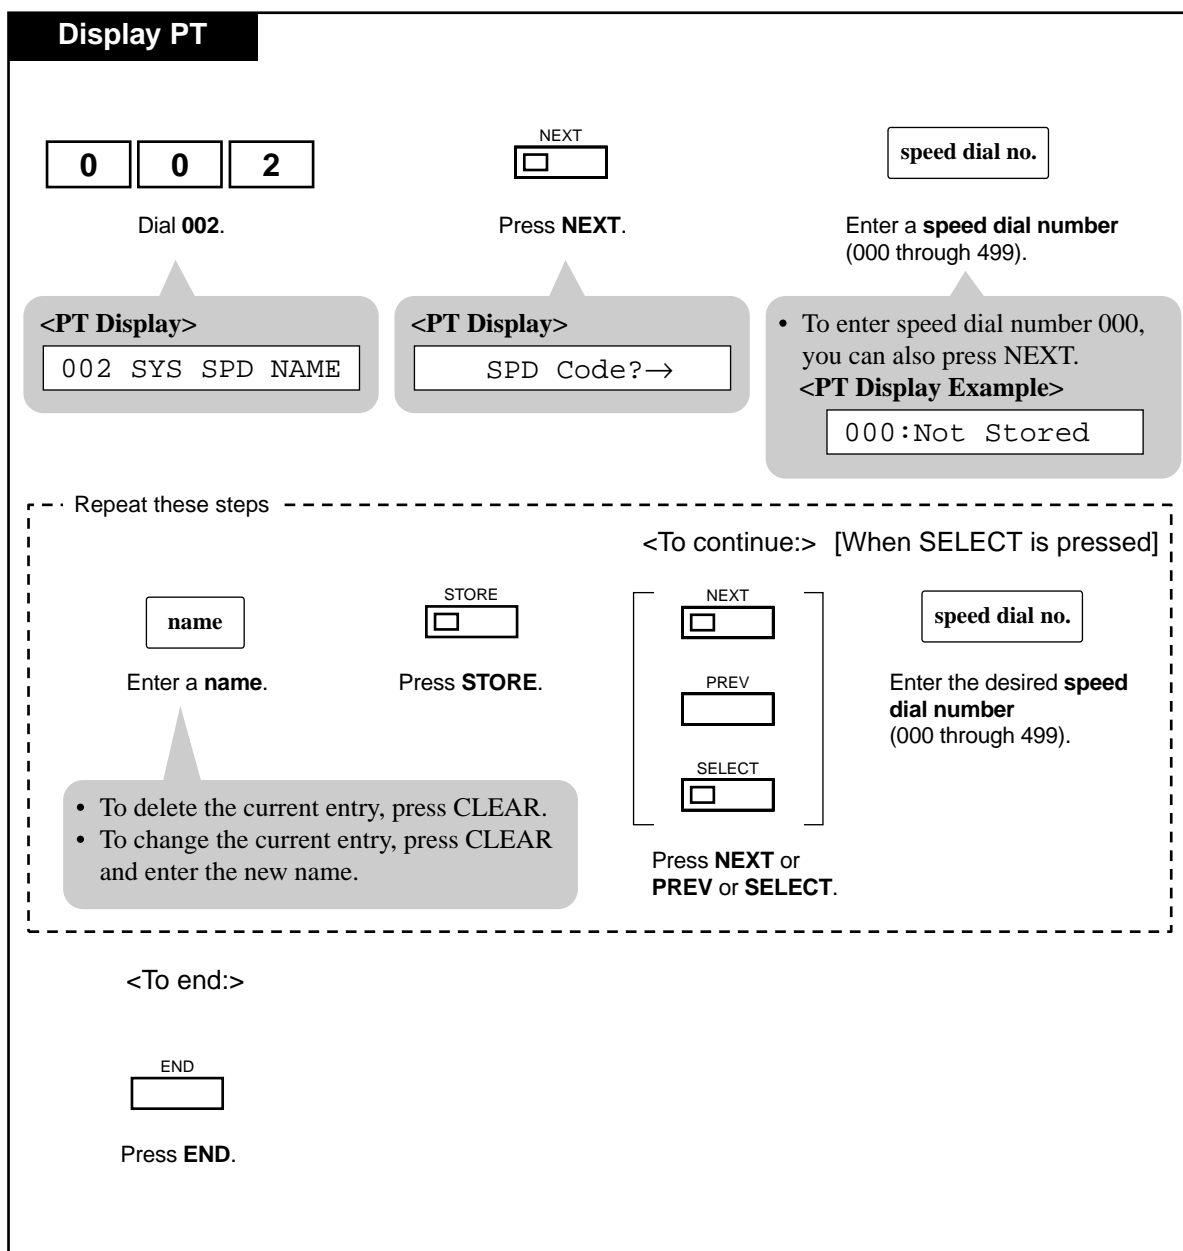 Display PT
0 0 2
NEXT
speed dial no.
Dial 002.
Press NEXT.
Enter a speed dial number
(000 through 499).
<PT Display>
002 SYS SPD NAME
<PT Display>
SPD Code?→
• To enter speed dial number 000,
you can also press NEXT.
<PT Display Example>
000:Not Stored
Repeat these steps
<To continue:> [When SELECT is pressed]
name
Enter a name.
STORE
Press STORE.
NEXT
PREV
SELECT
Press NEXT or
PREV or SELECT.
speed dial no.
Enter the desired speed
dial number
(000 through 499).
• To delete the current entry, press CLEAR.
• To change the current entry, press CLEAR
and enter the new name.
<To end:>
END
Press END.